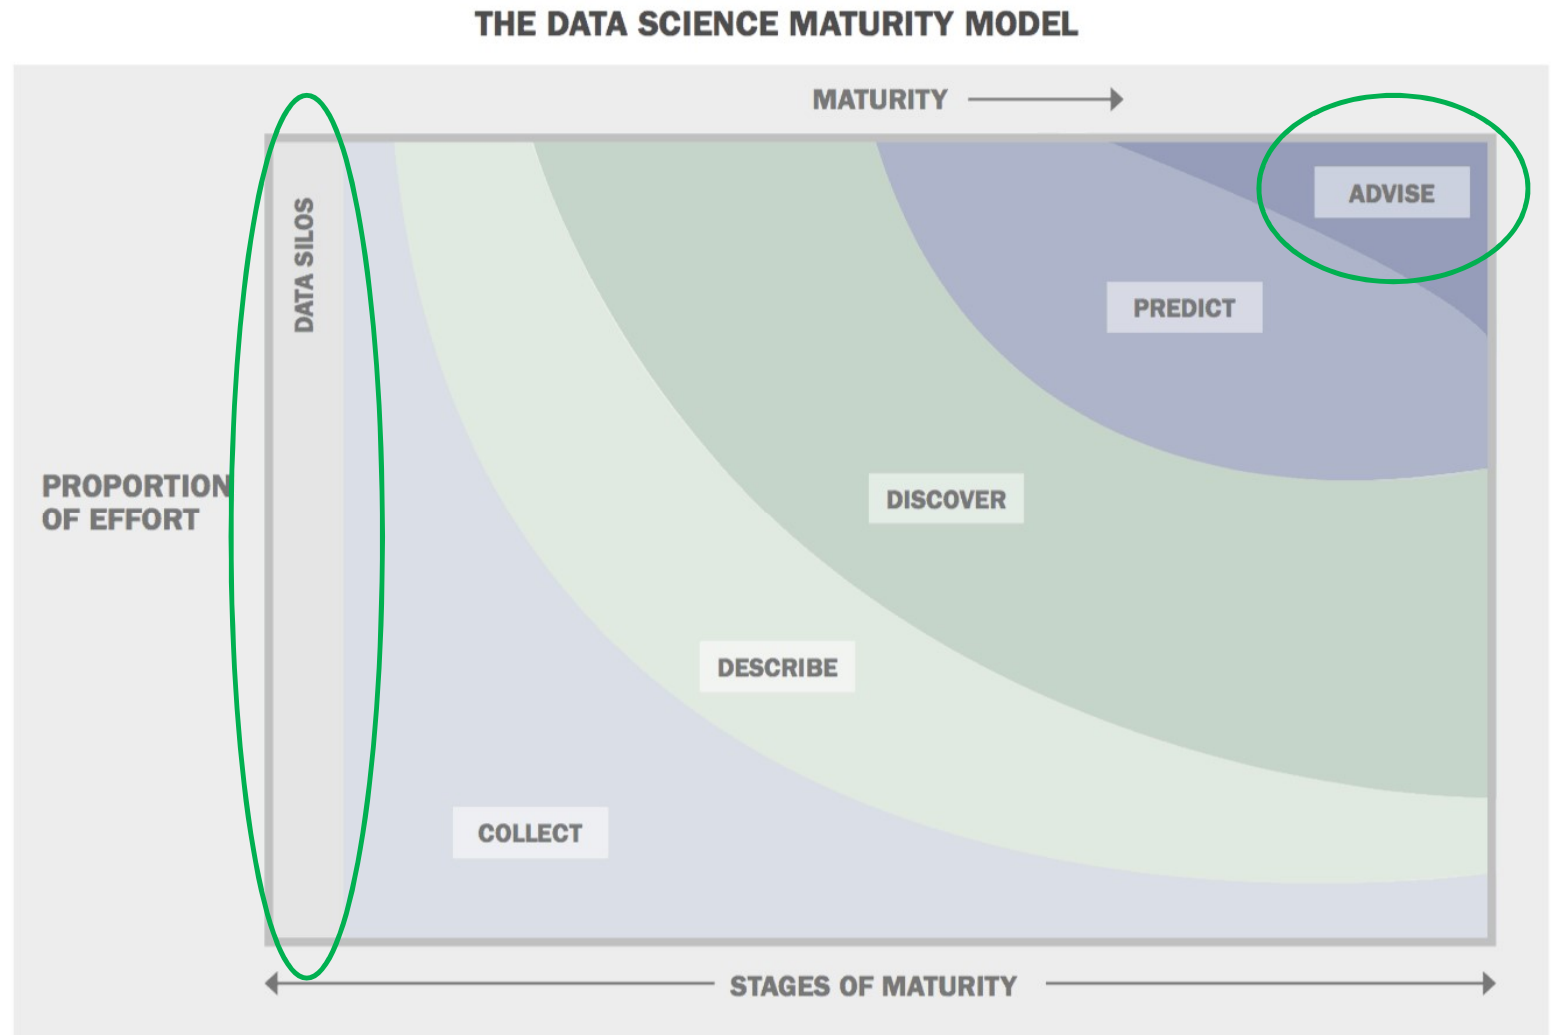 THE DATA SCIENCE MATURITY MODEL
MATURITY
DATA SILOS
ADVISE
PREDICT
PROPORTION
OF EFFORT
DISCOVER
DESCRIBE
COLLECT
STAGES OF MATURITY